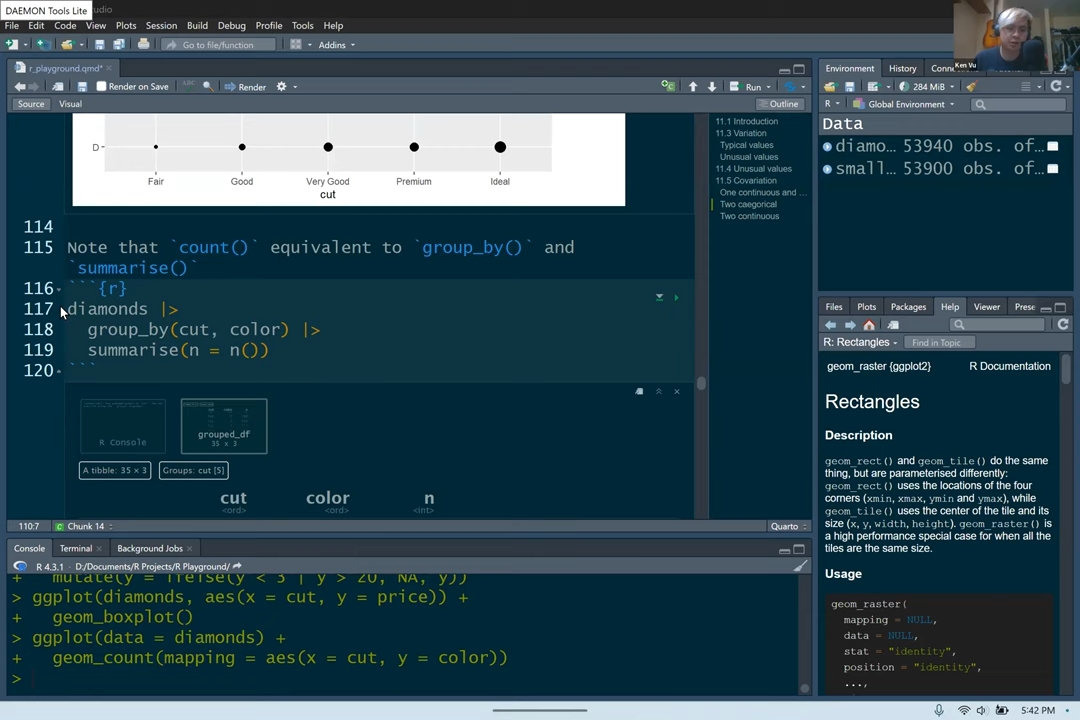 DAEMON Tools Lite
File Edit Code View Plots Session Build Debug Profile Tools Help
Go to file/function
Addins
r_playground.qmd*
Render on Save
Render
Run
Source Visual
Outline
D
Fair Good Very Good Premium Ideal
cut
114
115 Note that `count()` equivalent to `group_by()` and
`summarise()`
116 ```{r}
117 diamonds |>
118 group_by(cut, color) |>
119 summarise(n = n())
120 ```
R Console
grouped_df
35 x 3
A tibble: 35 × 3 Groups: cut [5]
cut color n
<ord> <ord> <int>
110:7 Chunk 14 Quarto
11.1 Introduction
11.3 Variation
Typical values
Unusual values
11.4 Unusual values
11.5 Covariation
One continuous and ...
Two caegorical
Two continuous
Console Terminal Background Jobs
R 4.3.1 · D:/Documents/R Projects/R Playground/
+ mutate(y = ifelse(y < 3 | y > 20, NA, y))
> ggplot(diamonds, aes(x = cut, y = price)) +
+ geom_boxplot()
> ggplot(data = diamonds) +
+ geom_count(mapping = aes(x = cut, y = color))
>
Ken Vu
Environment History
284 MiB
R Global Environment
Data
diamo… 53940 obs. of…
small… 53900 obs. of…
Files Plots Packages Help Viewer Prese
R: Rectangles Find in Topic
geom_raster {ggplot2} R Documentation
Rectangles
Description
geom_rect() and geom_tile() do the same
thing, but are parameterised differently:
geom_rect() uses the locations of the four
corners (xmin, xmax, ymin and ymax), while
geom_tile() uses the center of the tile and its
size (x, y, width, height). geom_raster() is
a high performance special case for when all the
tiles are the same size.
Usage
geom_raster(
mapping = NULL,
data = NULL,
stat = "identity",
position = "identity",
...,
5:42 PM